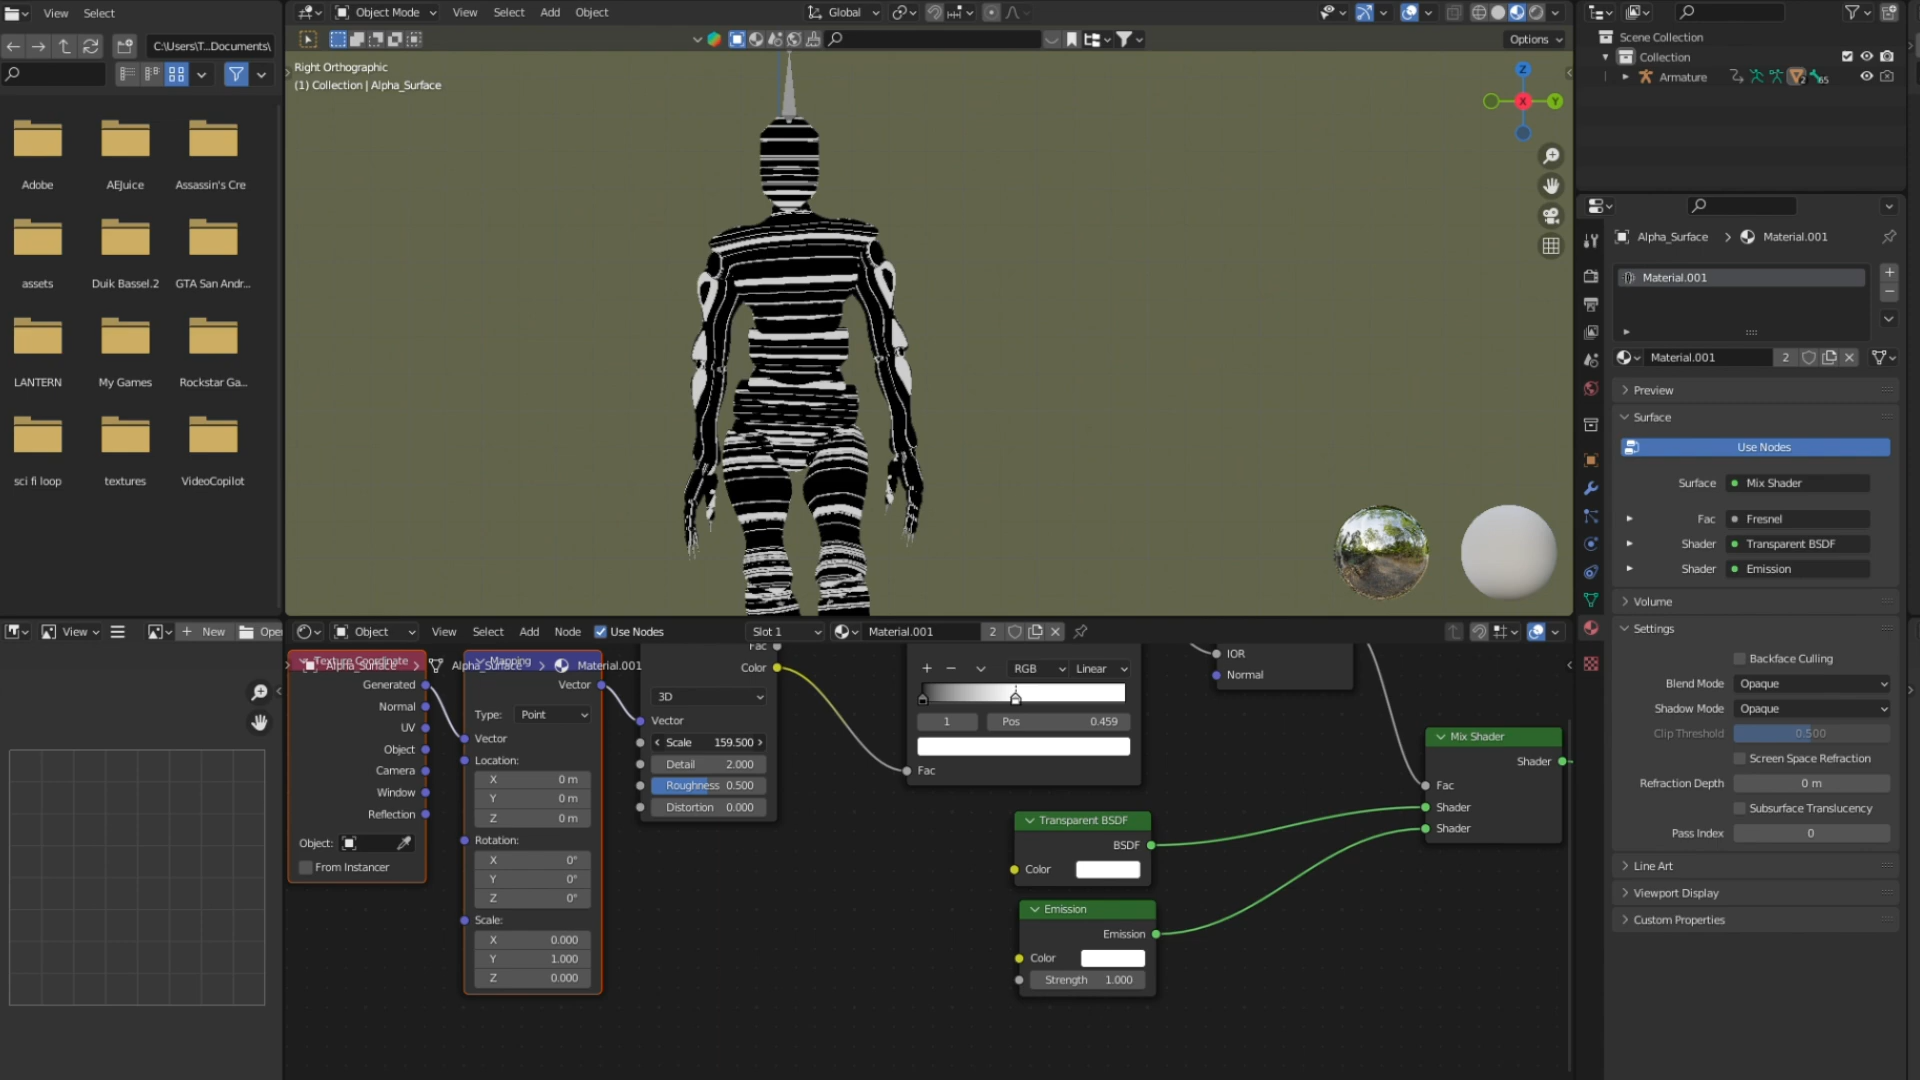 View Select
Object Mode View Select Add Object
Global
C:\Users\T...Documents\
Options
Scene Collection
Collection
Armature
65
Right Orthographic
(1) Collection | Alpha_Surface
Z
X
Y
Adobe AEJuice Assassin's Cre
assets Duik Bassel.2 GTA San Andr...
LANTERN My Games Rockstar Ga...
sci fi loop textures VideoCopilot
Alpha_Surface > Material.001
Material.001
Material.001 2
Preview
Surface
Use Nodes
Surface Mix Shader
Fac Fresnel
Shader Transparent BSDF
Shader Emission
Volume
Settings
Backface Culling
Blend Mode Opaque
Shadow Mode Opaque
Clip Threshold 0.500
Screen Space Refraction
Refraction Depth 0 m
Subsurface Translucency
Pass Index 0
Line Art
Viewport Display
Custom Properties
View + New Oper
Object View Select Add Node Use Nodes Slot 1 Material.001 2
Alpha_Surface > Alpha_Surface > Material.001
Texture Coordinate
Generated
Normal
UV
Object
Camera
Window
Reflection
Object:
From Instancer
Mapping
Vector
Type: Point
Vector
Location:
X 0 m
Y 0 m
Z 0 m
Rotation:
X 0°
Y 0°
Z 0°
Scale:
X 0.000
Y 1.000
Z 0.000
Fac
Color
3D
Vector
Scale 159.500
Detail 2.000
Roughness 0.500
Distortion 0.000
RGB Linear
1 Pos 0.459
Fac
IOR
Normal
Transparent BSDF
BSDF
Color
Emission
Emission
Color
Strength 1.000
Mix Shader
Shader
Fac
Shader
Shader